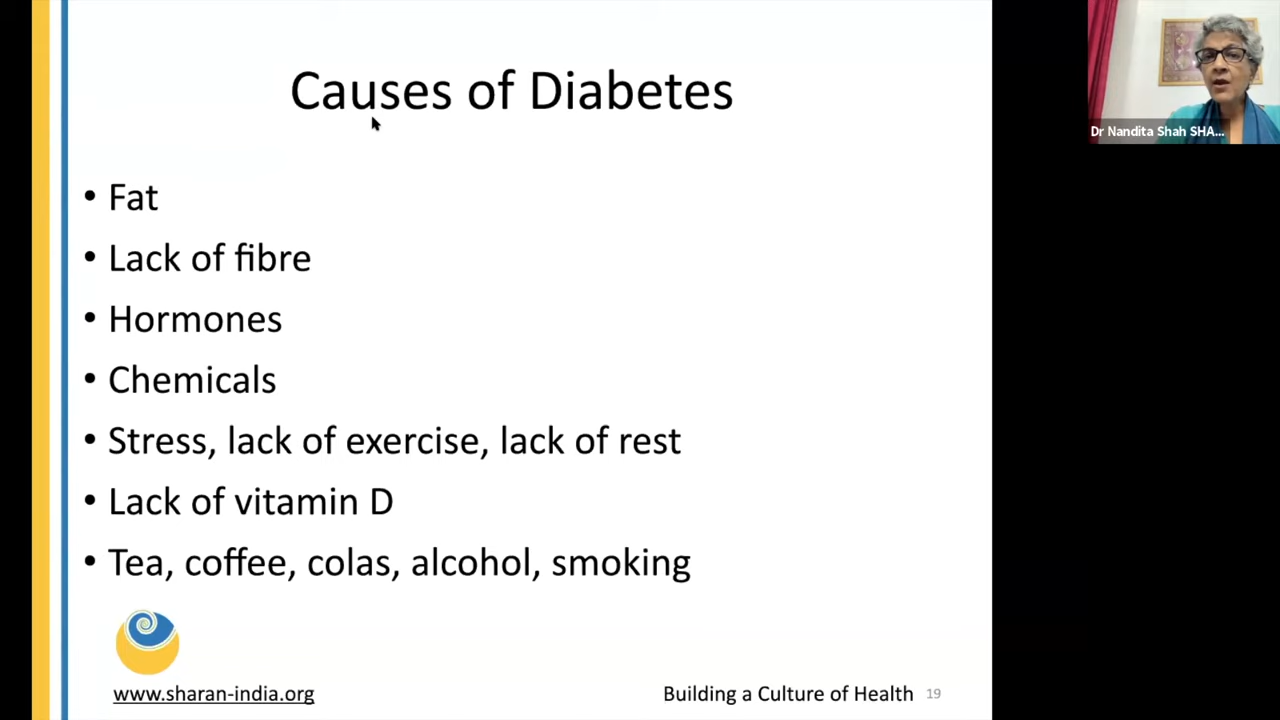 Causes of Diabetes
• Fat
• Lack of fibre
• Hormones
• Chemicals
• Stress, lack of exercise, lack of rest
• Lack of vitamin D
• Tea, coffee, colas, alcohol, smoking
www.sharan-india.org
Building a Culture of Health 19
Dr Nandita Shah SHA...